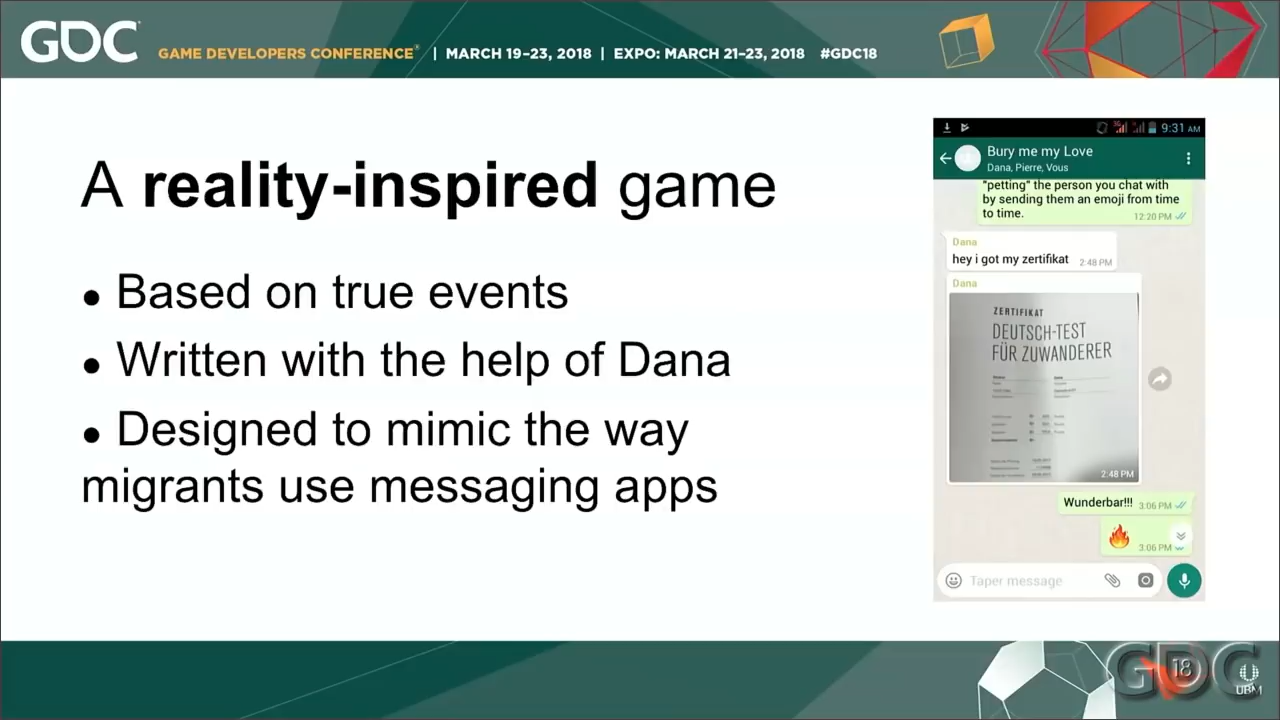 GDC
GAME DEVELOPERS CONFERENCE® | MARCH 19–23, 2018 | EXPO: MARCH 21–23, 2018 #GDC18
A reality-inspired game
● Based on true events
● Written with the help of Dana
● Designed to mimic the way
migrants use messaging apps
9:31 AM
Bury me my Love
Dana, Pierre, Vous
"petting" the person you chat with
by sending them an emoji from time
to time.
12:20 PM
Dana
hey i got my zertifikat 2:48 PM
Dana
ZERTIFIKAT
DEUTSCH-TEST
FÜR ZUWANDERER
2:48 PM
Wunderbar!!! 3:06 PM
🔥
3:06 PM
Taper message
GDC
18
UBM